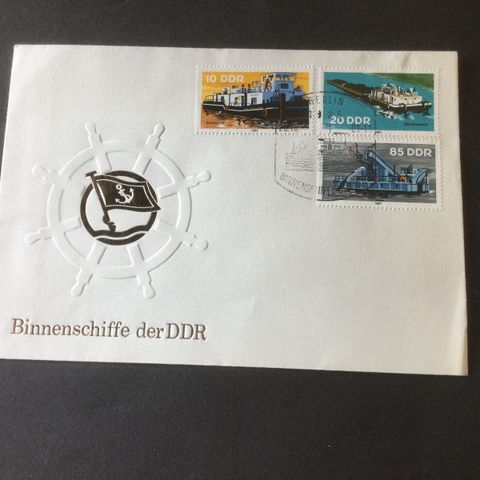 10 DDR
20 DDR
85 DDR
BERLIN
Binnenschiffe der DDR